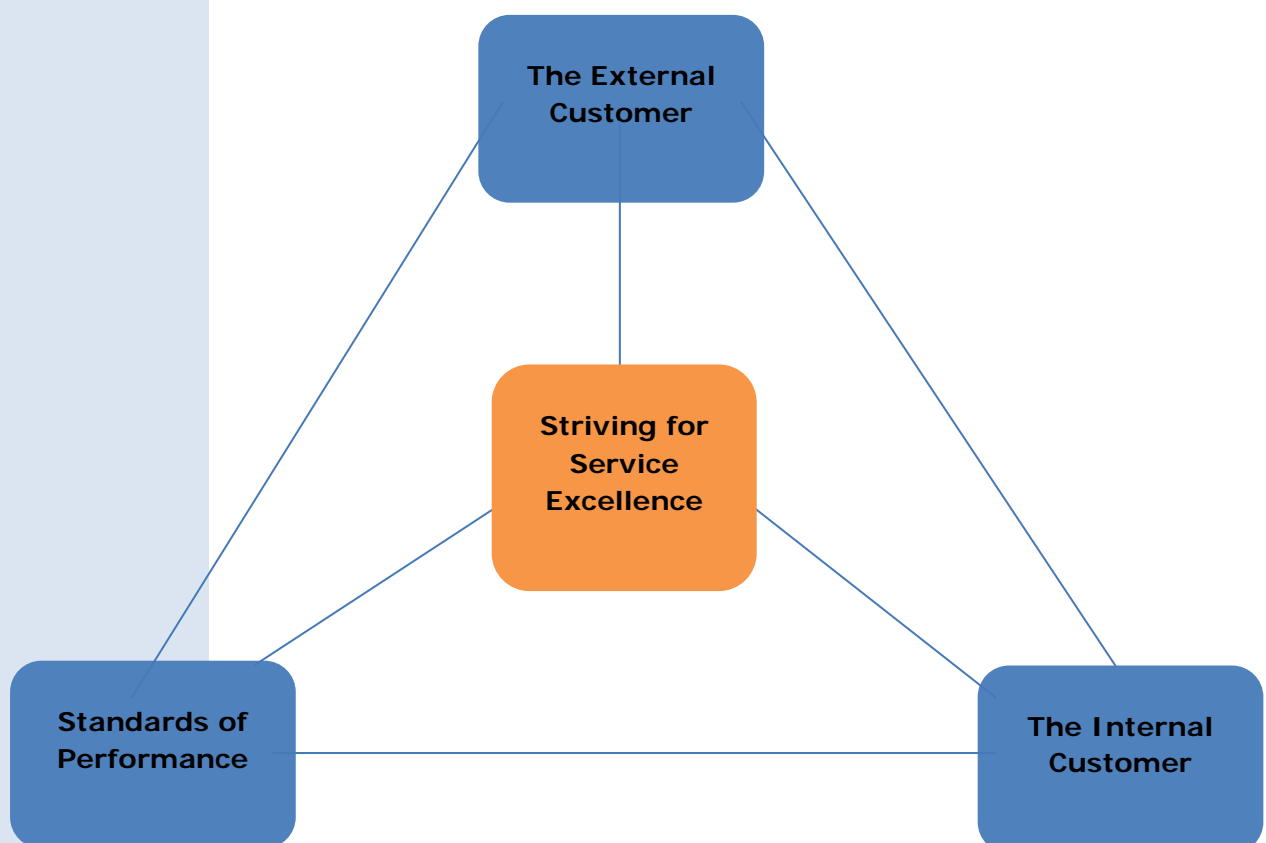 The External
Customer
Striving for
Service
Excellence
Standards of
Performance
The Internal
Customer